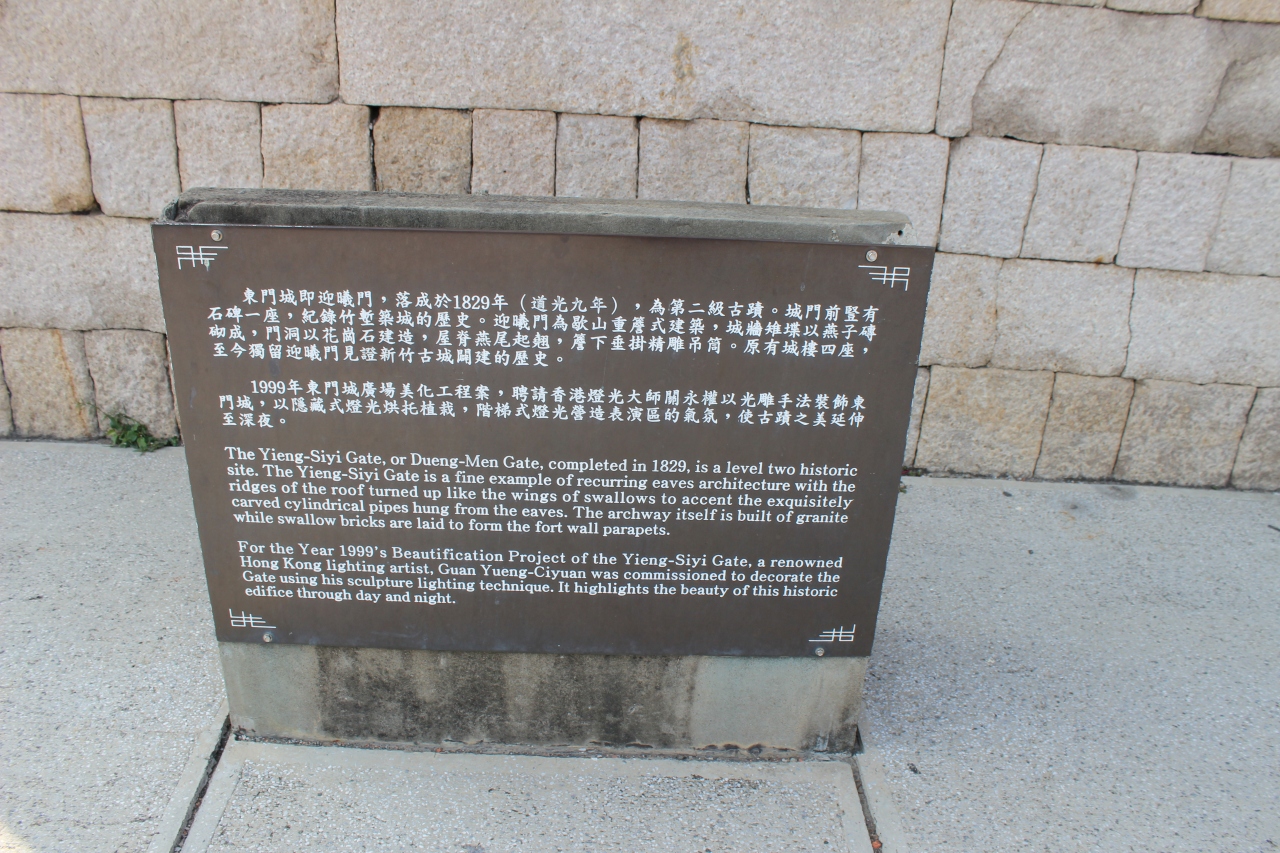 東門城即迎曦門，落成於1829年（道光九年），為第二級古蹟。城門前豎有
石碑一座，紀錄竹塹築城的歷史。迎曦門為歇山重簷式建築，城牆雉堞以燕子磚
砌成，門洞以花崗石建造，屋脊燕尾起翹，簷下垂掛精雕吊筒。原有城樓四座，
至今獨留迎曦門見證新竹古城闢建的歷史。
1999年東門城廣場美化工程案，聘請香港燈光大師關永權以光雕手法裝飾東
門城，以隱藏式燈光烘托植栽，階梯式燈光營造表演區的氣氛，使古蹟之美延伸
至深夜。
The Yieng-Siyi Gate, or Dueng-Men Gate, completed in 1829, is a level two historic
site. The Yieng-Siyi Gate is a fine example of recurring eaves architecture with the
ridges of the roof turned up like the wings of swallows to accent the exquisitely
carved cylindrical pipes hung from the eaves. The archway itself is built of granite
while swallow bricks are laid to form the fort wall parapets.
For the Year 1999's Beautification Project of the Yieng-Siyi Gate, a renowned
Hong Kong lighting artist, Guan Yueng-Ciyuan was commissioned to decorate the
Gate using his sculpture lighting technique. It highlights the beauty of this historic
edifice through day and night.